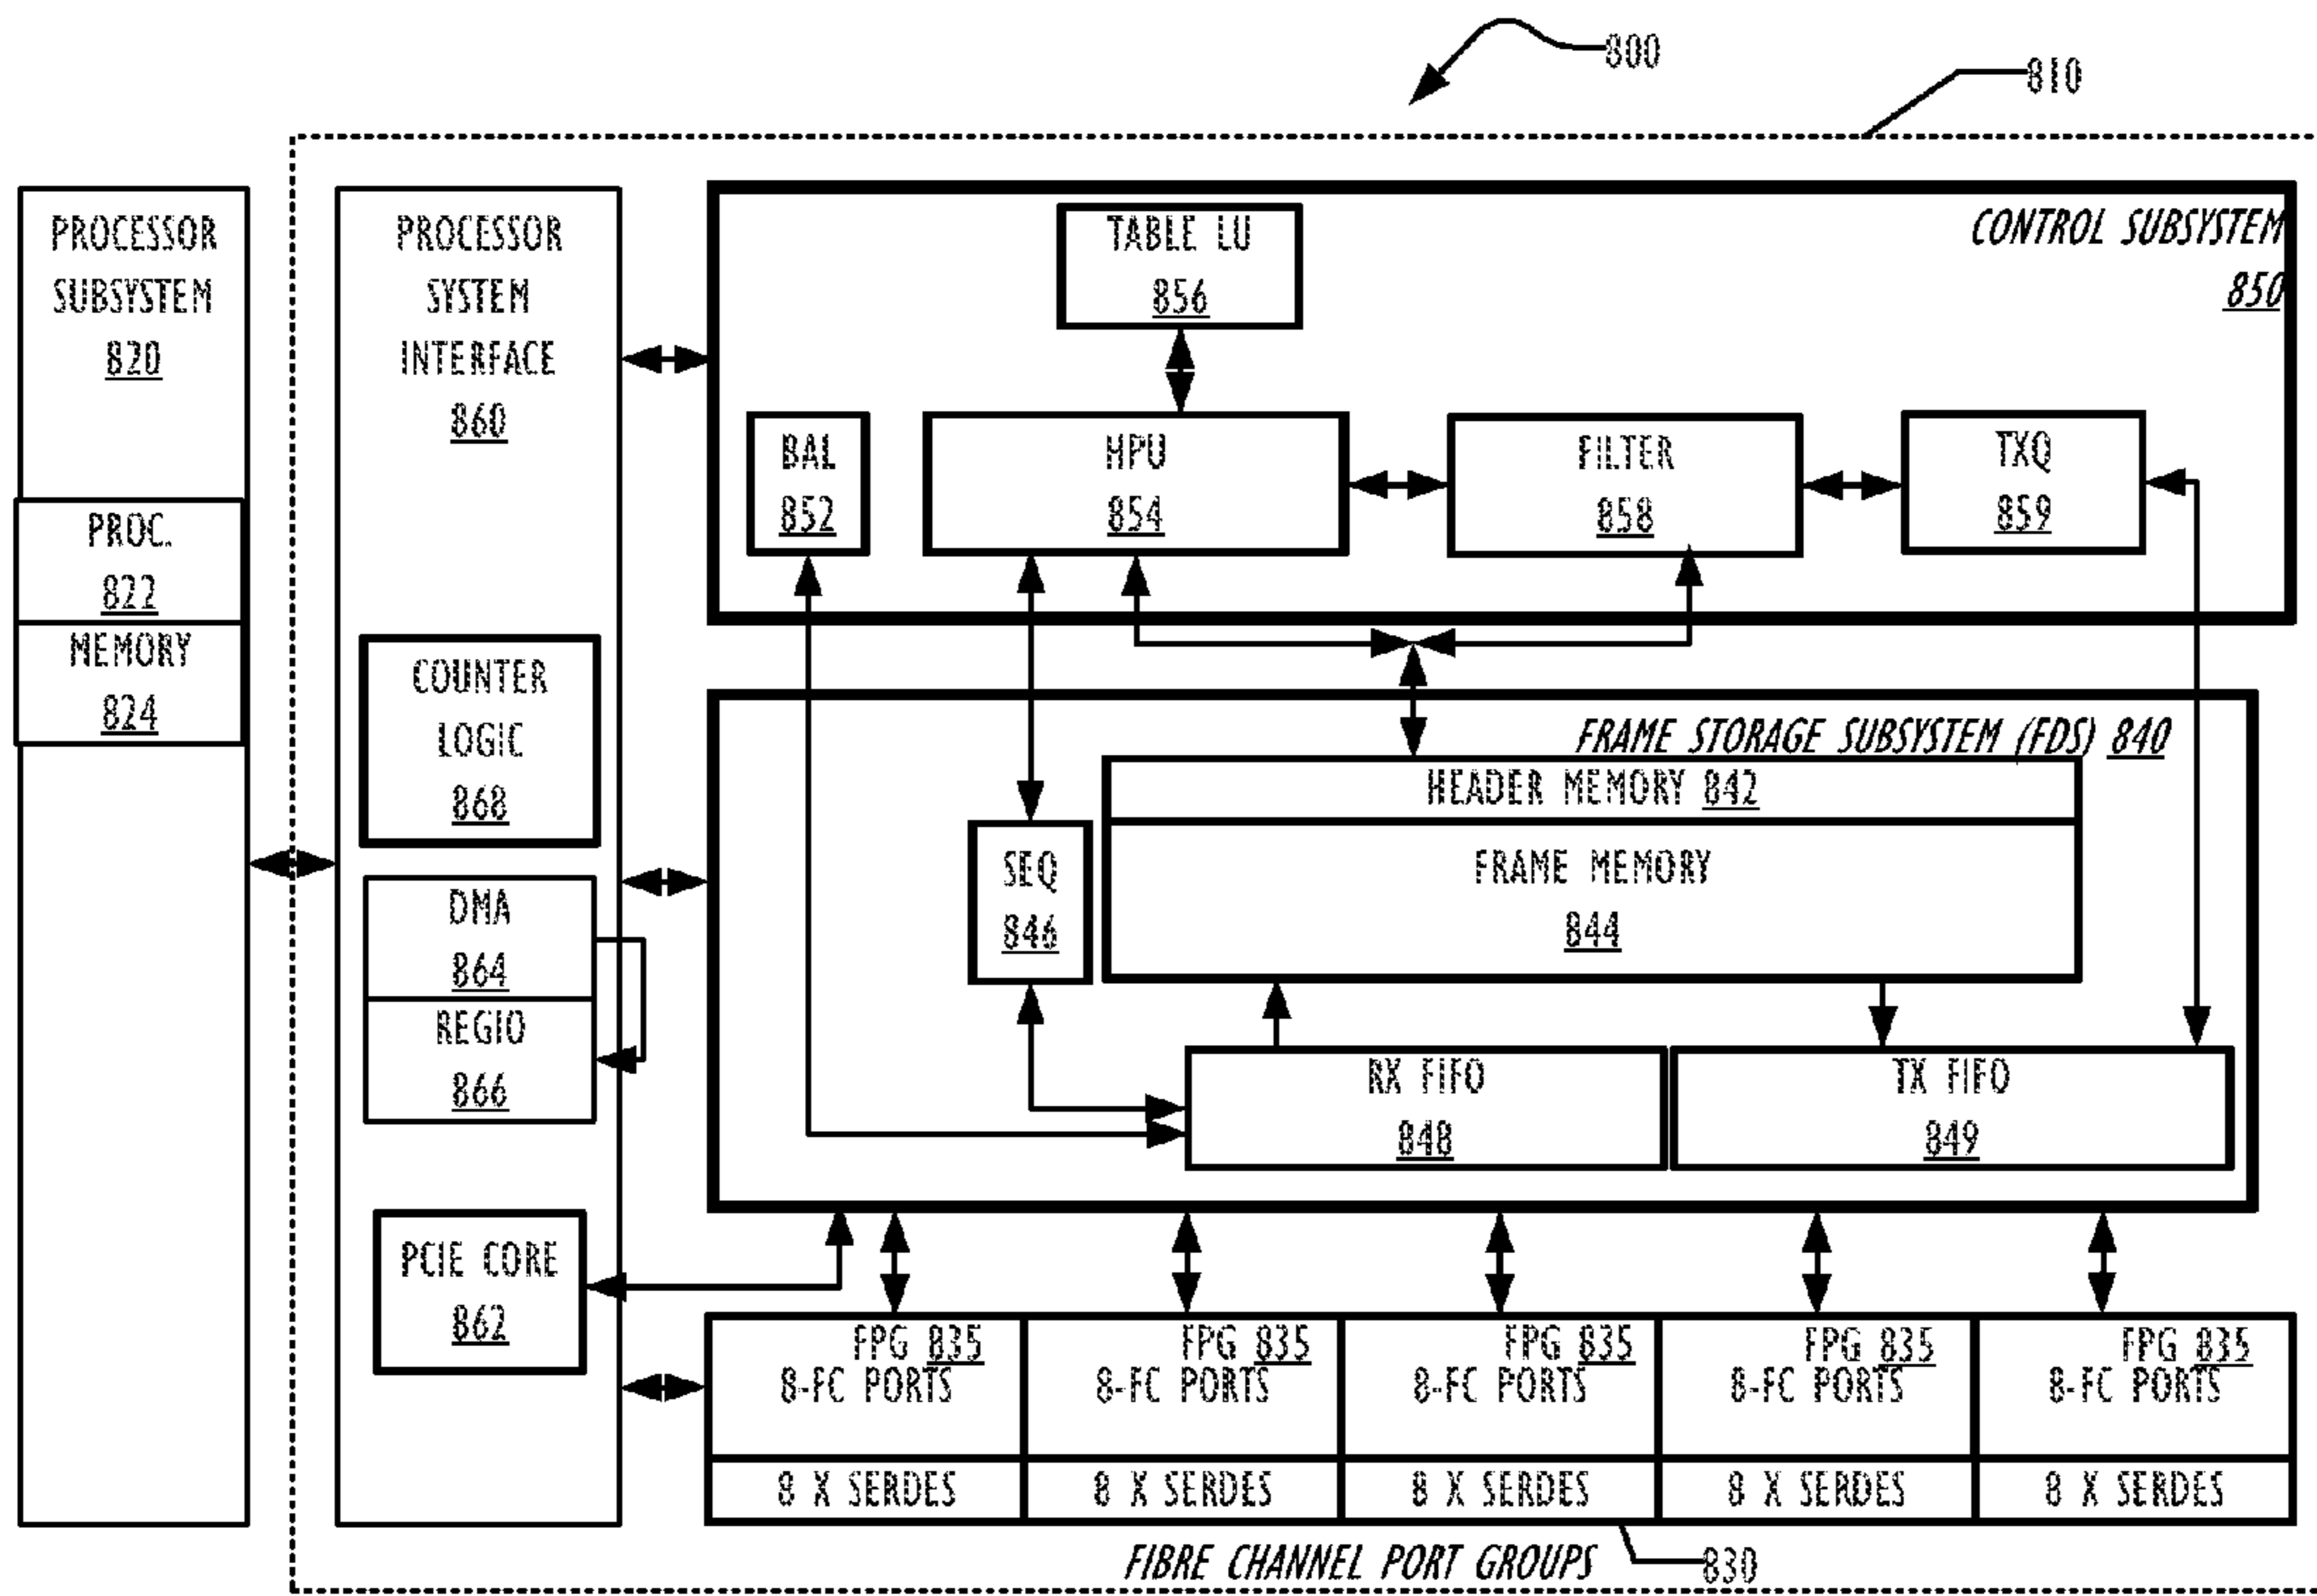 800
810
PROCESSOR
SUBSYSTEM
820
PROC.
822
MEMORY
824
PROCESSOR
SYSTEM
INTERFACE
860
COUNTER
LOGIC
868
DMA
864
REGIO
866
PCIE CORE
862
CONTROL SUBSYSTEM
850
TABLE LU
856
BAL
852
HPU
854
FILTER
858
TXQ
859
FRAME STORAGE SUBSYSTEM (FDS) 840
HEADER MEMORY 842
FRAME MEMORY
844
SEQ
846
RX FIFO
848
TX FIFO
849
FPG 835
8-FC PORTS
8 X SERDES
FPG 835
8-FC PORTS
8 X SERDES
FPG 835
8-FC PORTS
8 X SERDES
FPG 835
8-FC PORTS
8 X SERDES
FPG 835
8-FC PORTS
8 X SERDES
FIBRE CHANNEL PORT GROUPS
830